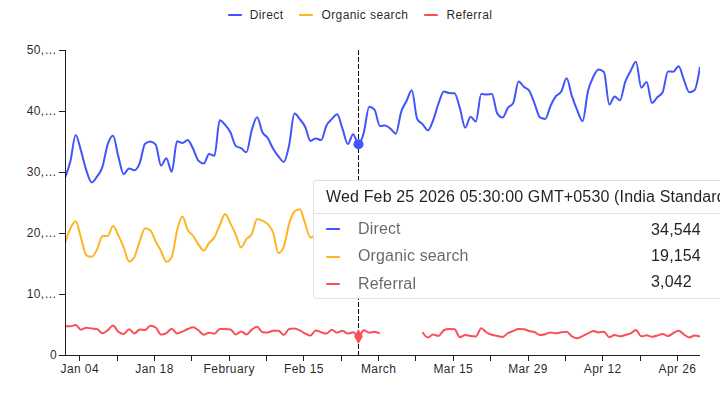 Direct Organic search Referral
50,...
40,...
30,...
20,...
10,...
0
Wed Feb 25 2026 05:30:00 GMT+0530 (India Standard
Direct 34,544
Organic search 19,154
Referral 3,042
Jan 04 Jan 18 February Feb 15 March Mar 15 Mar 29 Apr 12 Apr 26